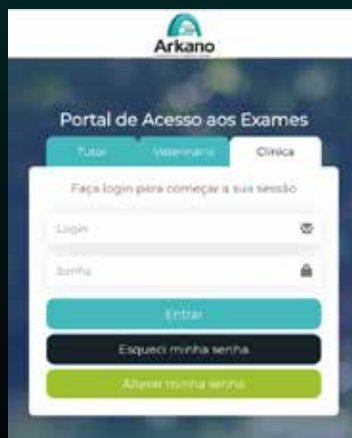 Arkano
Portal de Acesso aos Exames
Tutor Veterinário Clínica
Faça login para começar a sua sessão
Login
Senha
Entrar
Esqueci minha senha
Alterar minha senha